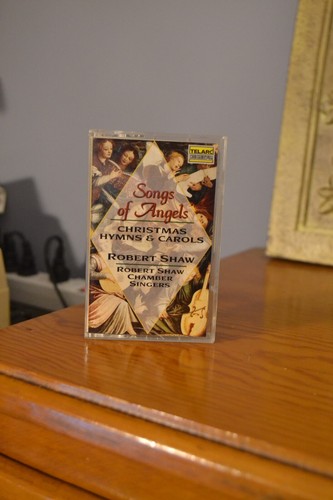 TELARC
Songs
of Angels
CHRISTMAS
HYMNS & CAROLS
ROBERT SHAW
ROBERT SHAW
CHAMBER
SINGERS